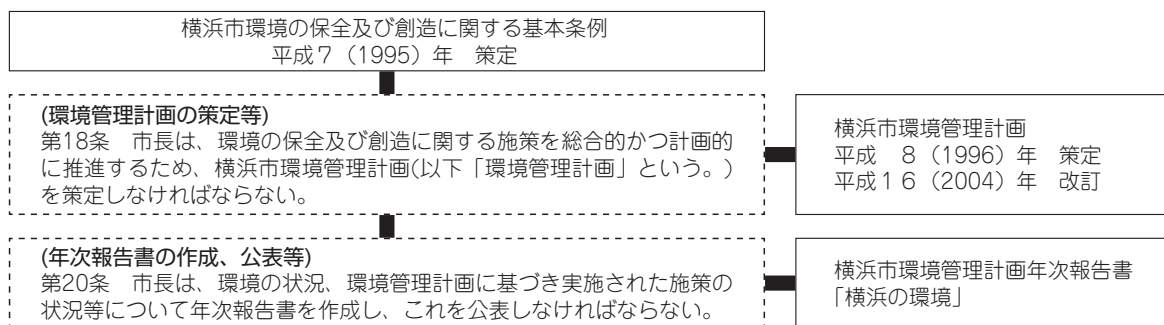 横浜市環境の保全及び創造に関する基本条例
平成７（1995）年　策定
(環境管理計画の策定等)
第18条　市長は、環境の保全及び創造に関する施策を総合的かつ計画的
に推進するため、横浜市環境管理計画(以下「環境管理計画」という。)
を策定しなければならない。
横浜市環境管理計画
平成　８（1996）年　策定
平成１６（2004）年　改訂
(年次報告書の作成、公表等)
第20条　市長は、環境の状況、環境管理計画に基づき実施された施策の
状況等について年次報告書を作成し、これを公表しなければならない。
横浜市環境管理計画年次報告書
「横浜の環境」